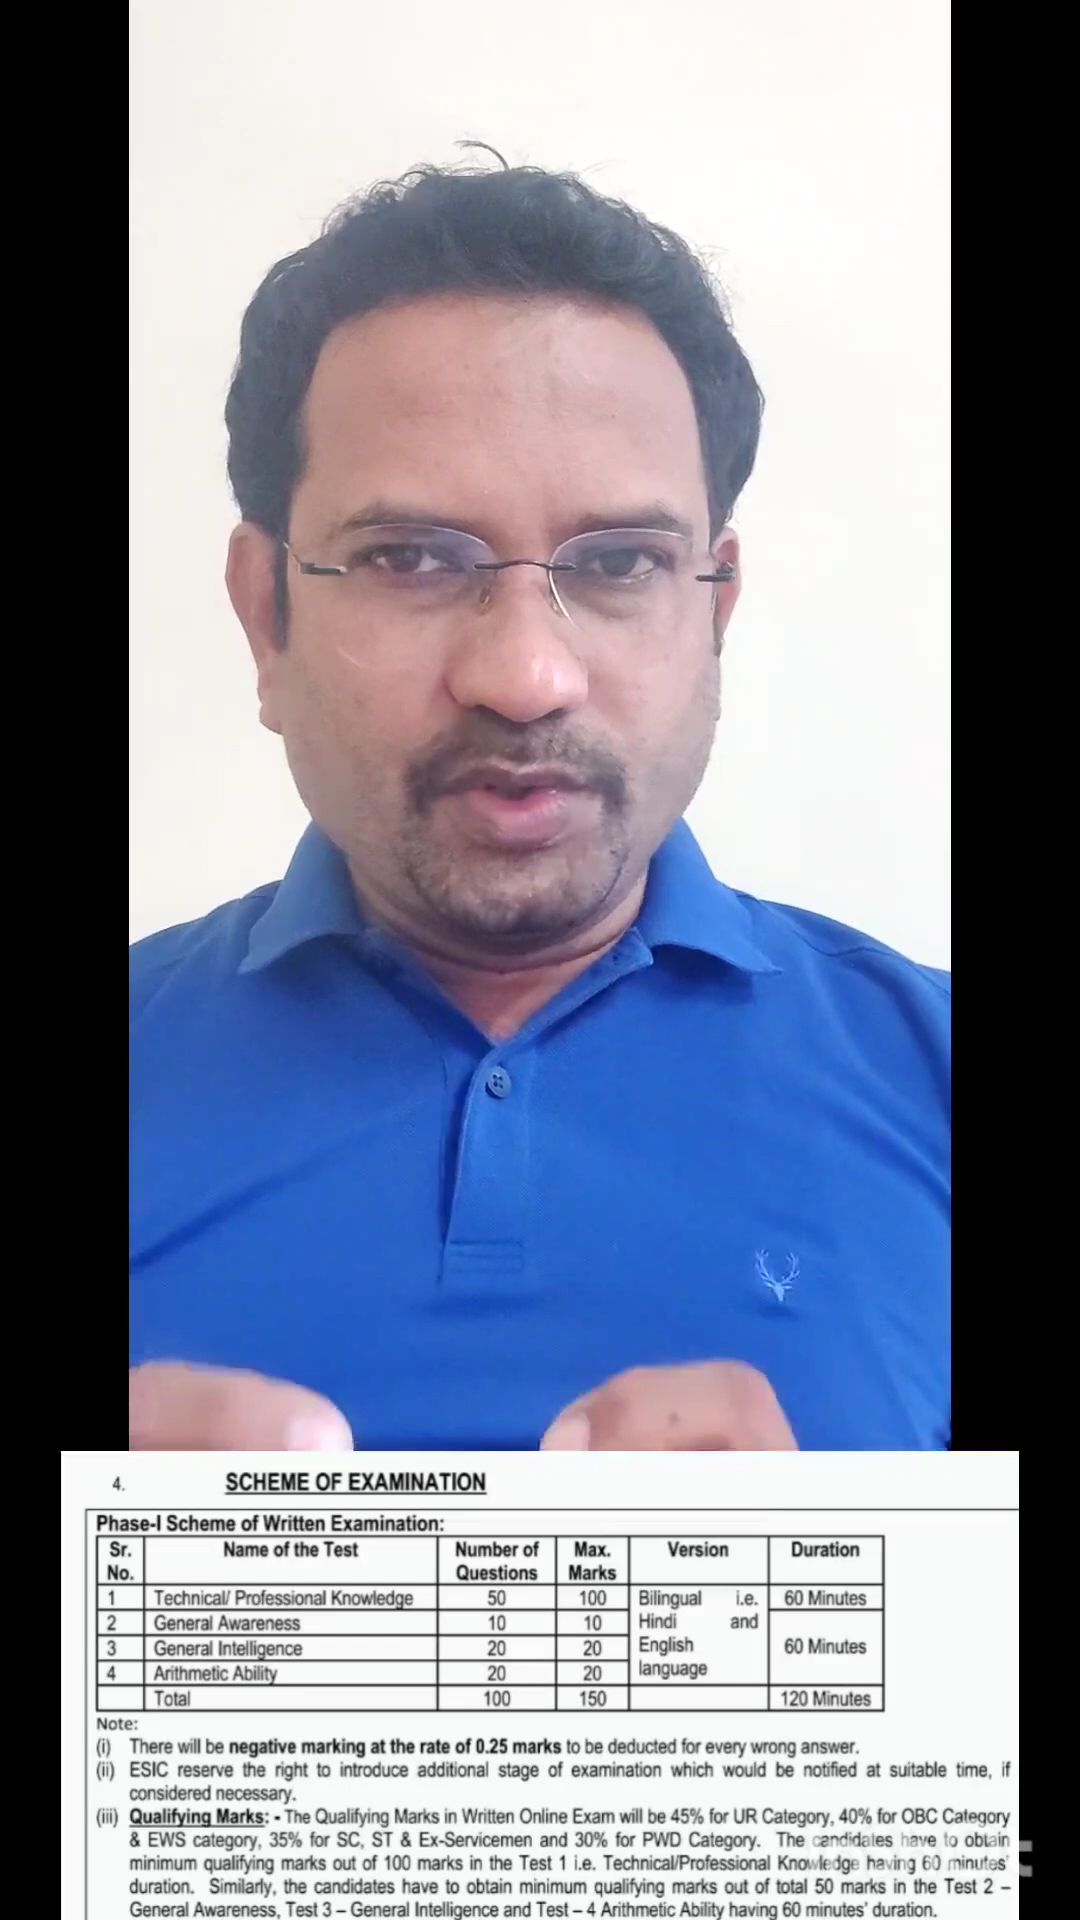 4. SCHEME OF EXAMINATION
Phase-I Scheme of Written Examination:
Sr. No. Name of the Test Number of Questions Max. Marks Version Duration
1 Technical/ Professional Knowledge 50 100 Bilingual i.e. Hindi and English language 60 Minutes
2 General Awareness 10 10 60 Minutes
3 General Intelligence 20 20
4 Arithmetic Ability 20 20
Total 100 150 120 Minutes
Note:
(i) There will be negative marking at the rate of 0.25 marks to be deducted for every wrong answer.
(ii) ESIC reserve the right to introduce additional stage of examination which would be notified at suitable time, if
considered necessary.
(iii) Qualifying Marks: - The Qualifying Marks in Written Online Exam will be 45% for UR Category, 40% for OBC Category
& EWS category, 35% for SC, ST & Ex-Servicemen and 30% for PWD Category. The candidates have to obtain
minimum qualifying marks out of 100 marks in the Test 1 i.e. Technical/Professional Knowledge having 60 minutes'
duration. Similarly, the candidates have to obtain minimum qualifying marks out of total 50 marks in the Test 2 –
General Awareness, Test 3 – General Intelligence and Test – 4 Arithmetic Ability having 60 minutes' duration.